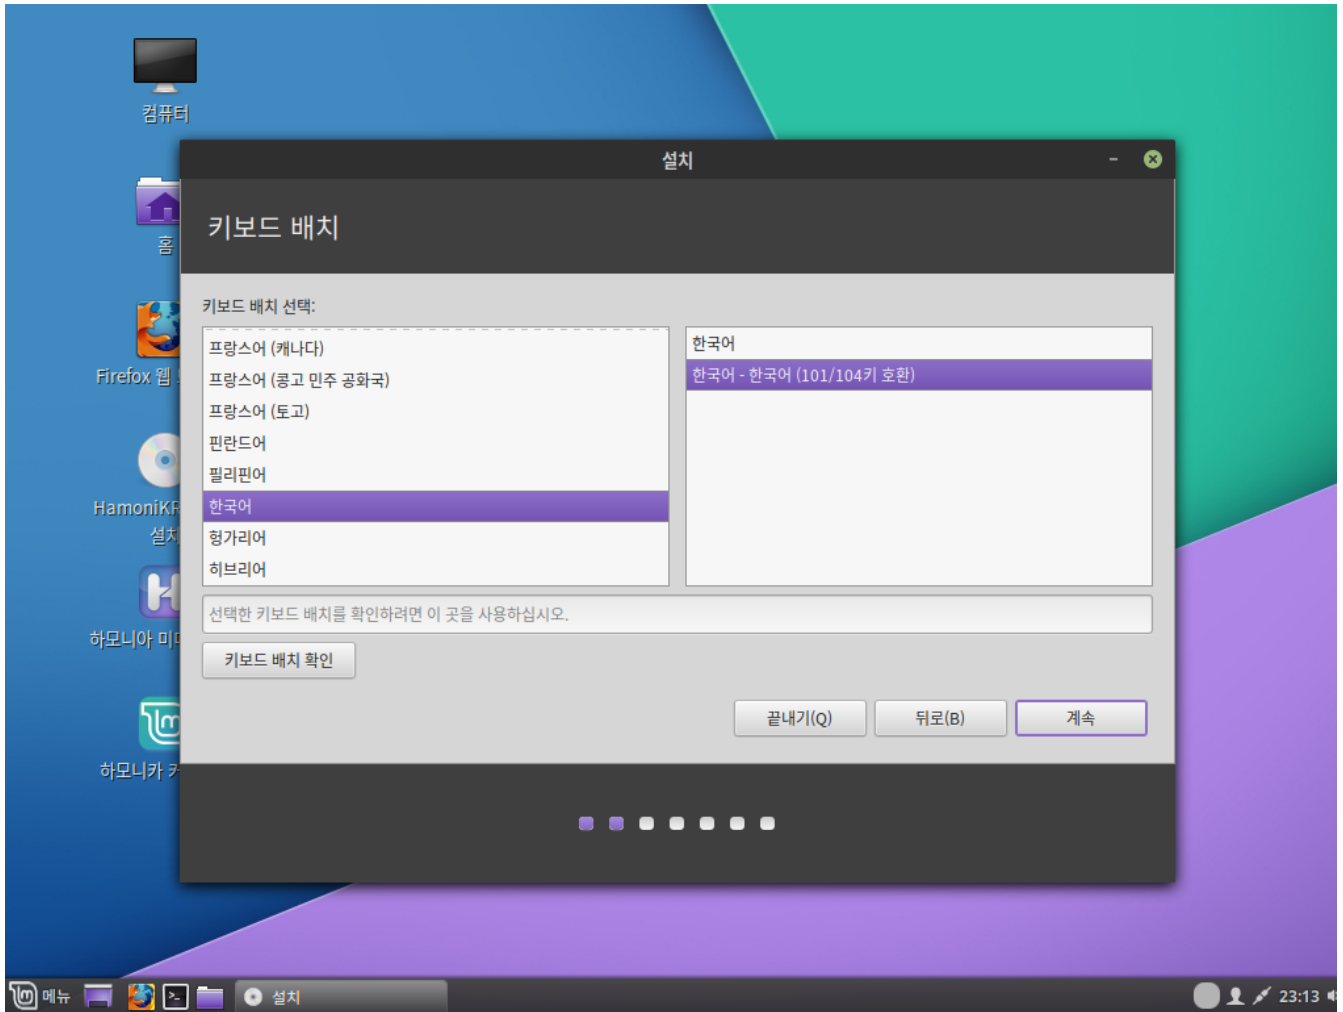 컴퓨터
설치
키보드 배치
홈
키보드 배치 선택:
프랑스어 (캐나다)
프랑스어 (콩고 민주 공화국)
프랑스어 (토고)
핀란드어
필리핀어
한국어
헝가리어
히브리어
한국어
한국어 - 한국어 (101/104키 호환)
Firefox 웹
HamoniKR
설치
하모니아 미
하모니카 커
선택한 키보드 배치를 확인하려면 이 곳을 사용하십시오.
키보드 배치 확인
끝내기(Q)
뒤로(B)
계속
메뉴
설치
23:13